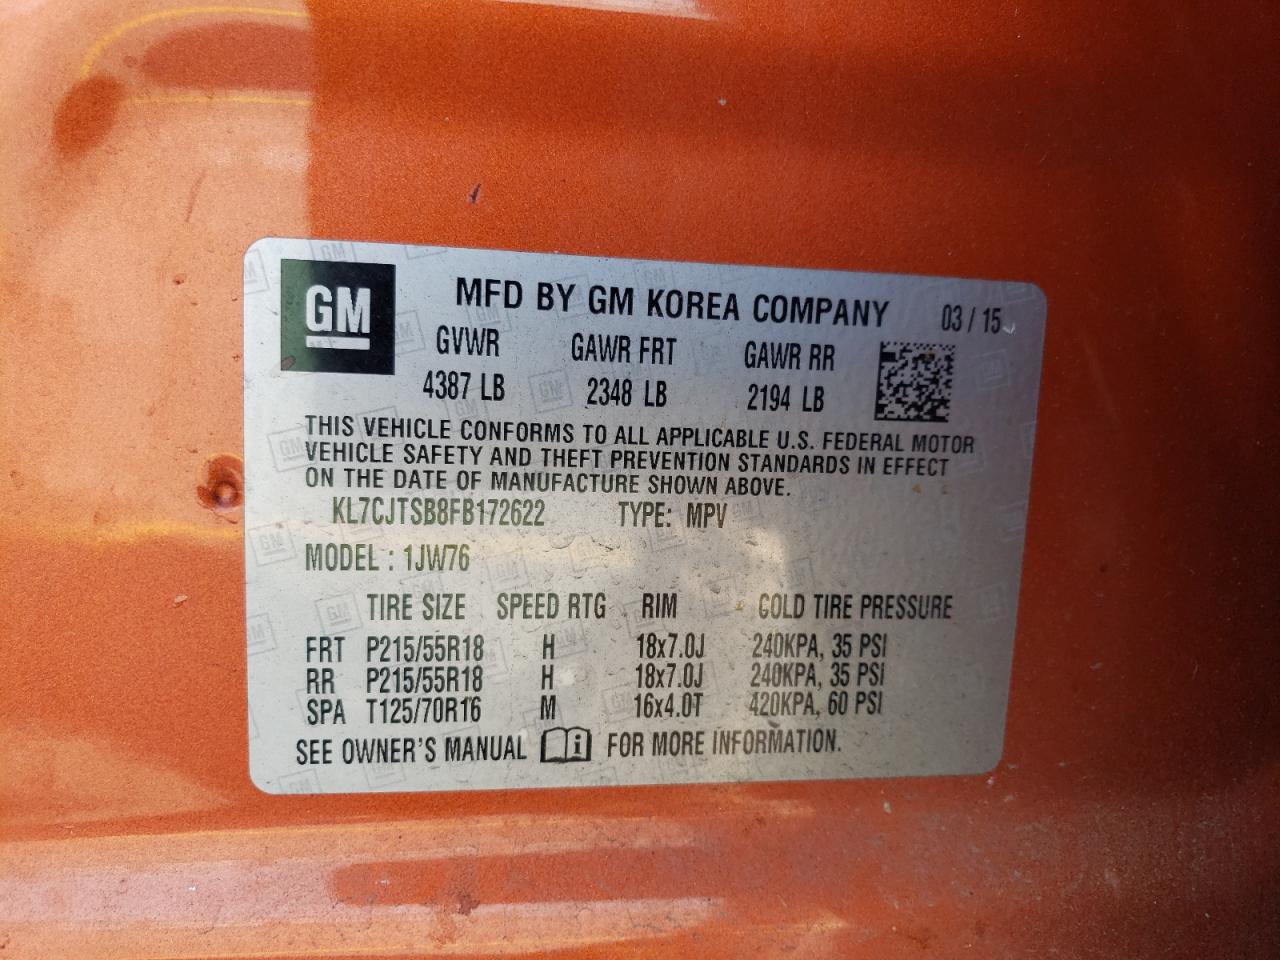 GM
MFD BY GM KOREA COMPANY 03 / 15
GVWR GAWR FRT GAWR RR
4387 LB 2348 LB 2194 LB
THIS VEHICLE CONFORMS TO ALL APPLICABLE U.S. FEDERAL MOTOR
VEHICLE SAFETY AND THEFT PREVENTION STANDARDS IN EFFECT
ON THE DATE OF MANUFACTURE SHOWN ABOVE.
KL7CJTSB8FB172622 TYPE: MPV
MODEL : 1JW76
TIRE SIZE SPEED RTG RIM COLD TIRE PRESSURE
FRT P215/55R18 H 18x7.0J 240KPA, 35 PSI
RR P215/55R18 H 18x7.0J 240KPA, 35 PSI
SPA T125/70R16 M 16x4.0T 420KPA, 60 PSI
SEE OWNER'S MANUAL i FOR MORE INFORMATION.